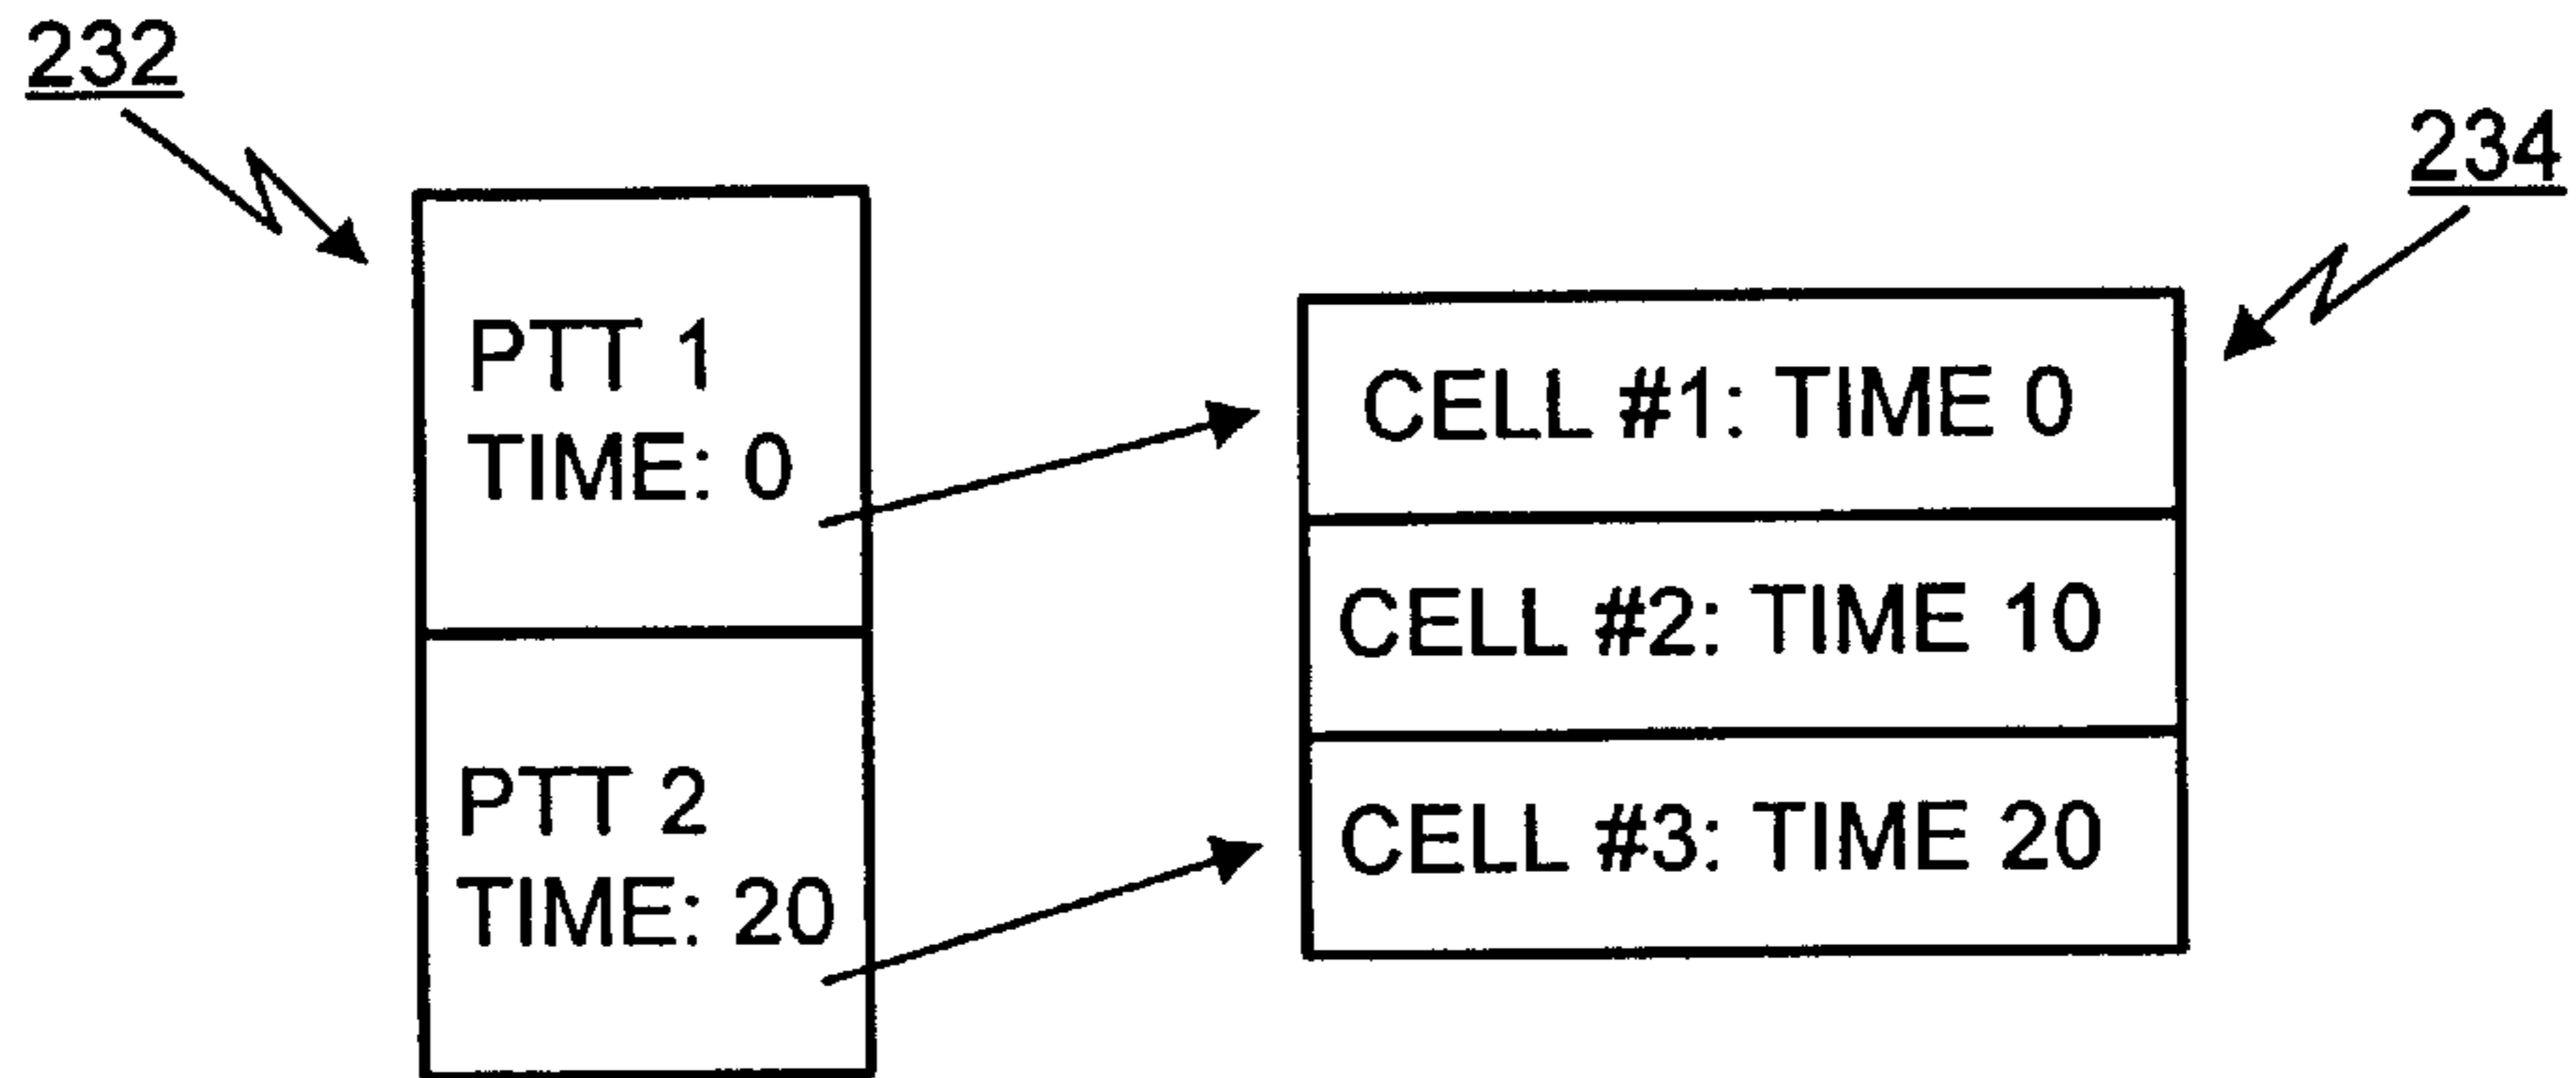 232
234
PTT 1
TIME: 0
PTT 2
TIME: 20
CELL #1: TIME 0
CELL #2: TIME 10
CELL #3: TIME 20